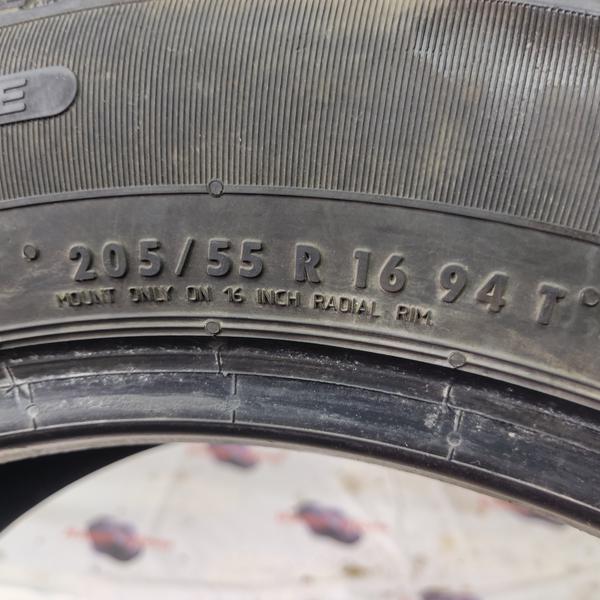 E
205/55 R 16 94 T
MOUNT ONLY ON 16 INCH RADIAL RIM.